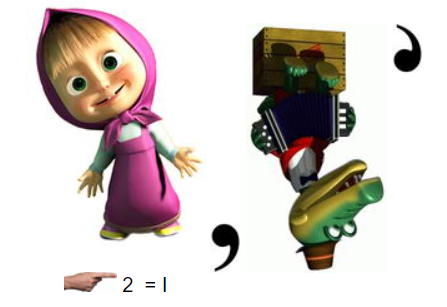 ,
,
2 = l